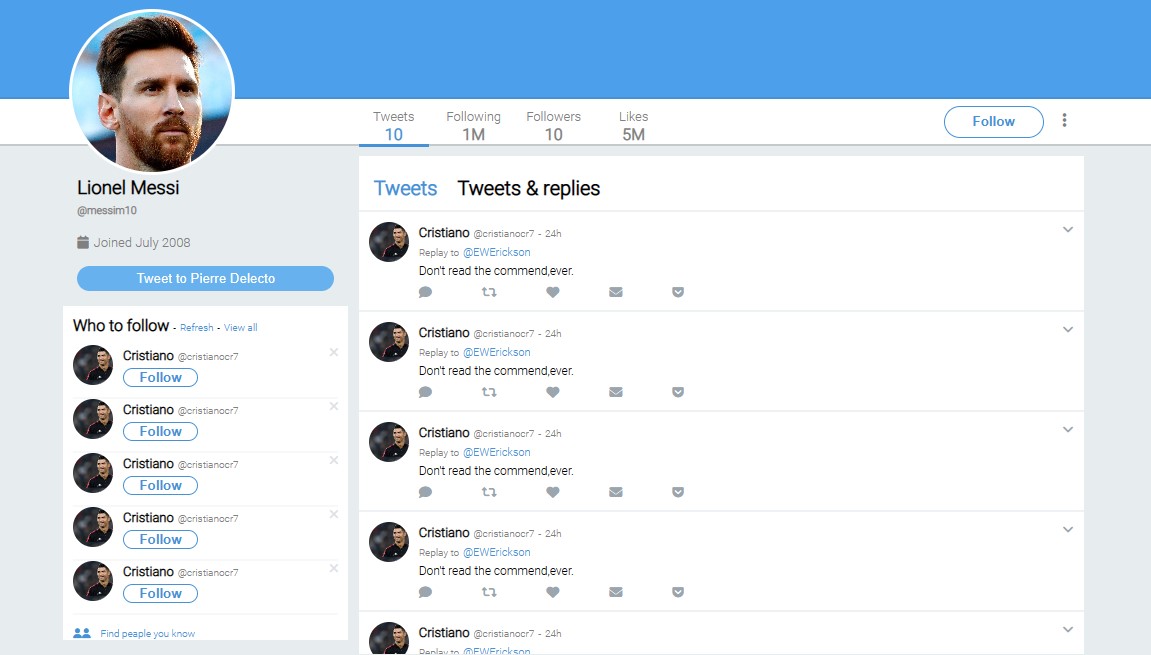 Tweets Following Followers Likes
10 1M 10 5M
Follow
Lionel Messi
@messim10
Joined July 2008
Tweet to Pierre Delecto
Who to follow - Refresh - View all
Cristiano @cristianocr7
Follow
Cristiano @cristianocr7
Follow
Cristiano @cristianocr7
Follow
Cristiano @cristianocr7
Follow
Cristiano @cristianocr7
Follow
Find peaple you know
Tweets Tweets & replies
Cristiano @cristianocr7 - 24h
Replay to @EWErickson
Don't read the commend,ever.
Cristiano @cristianocr7 - 24h
Replay to @EWErickson
Don't read the commend,ever.
Cristiano @cristianocr7 - 24h
Replay to @EWErickson
Don't read the commend,ever.
Cristiano @cristianocr7 - 24h
Replay to @EWErickson
Don't read the commend,ever.
Cristiano @cristianocr7 - 24h
Replay to @EWErickson